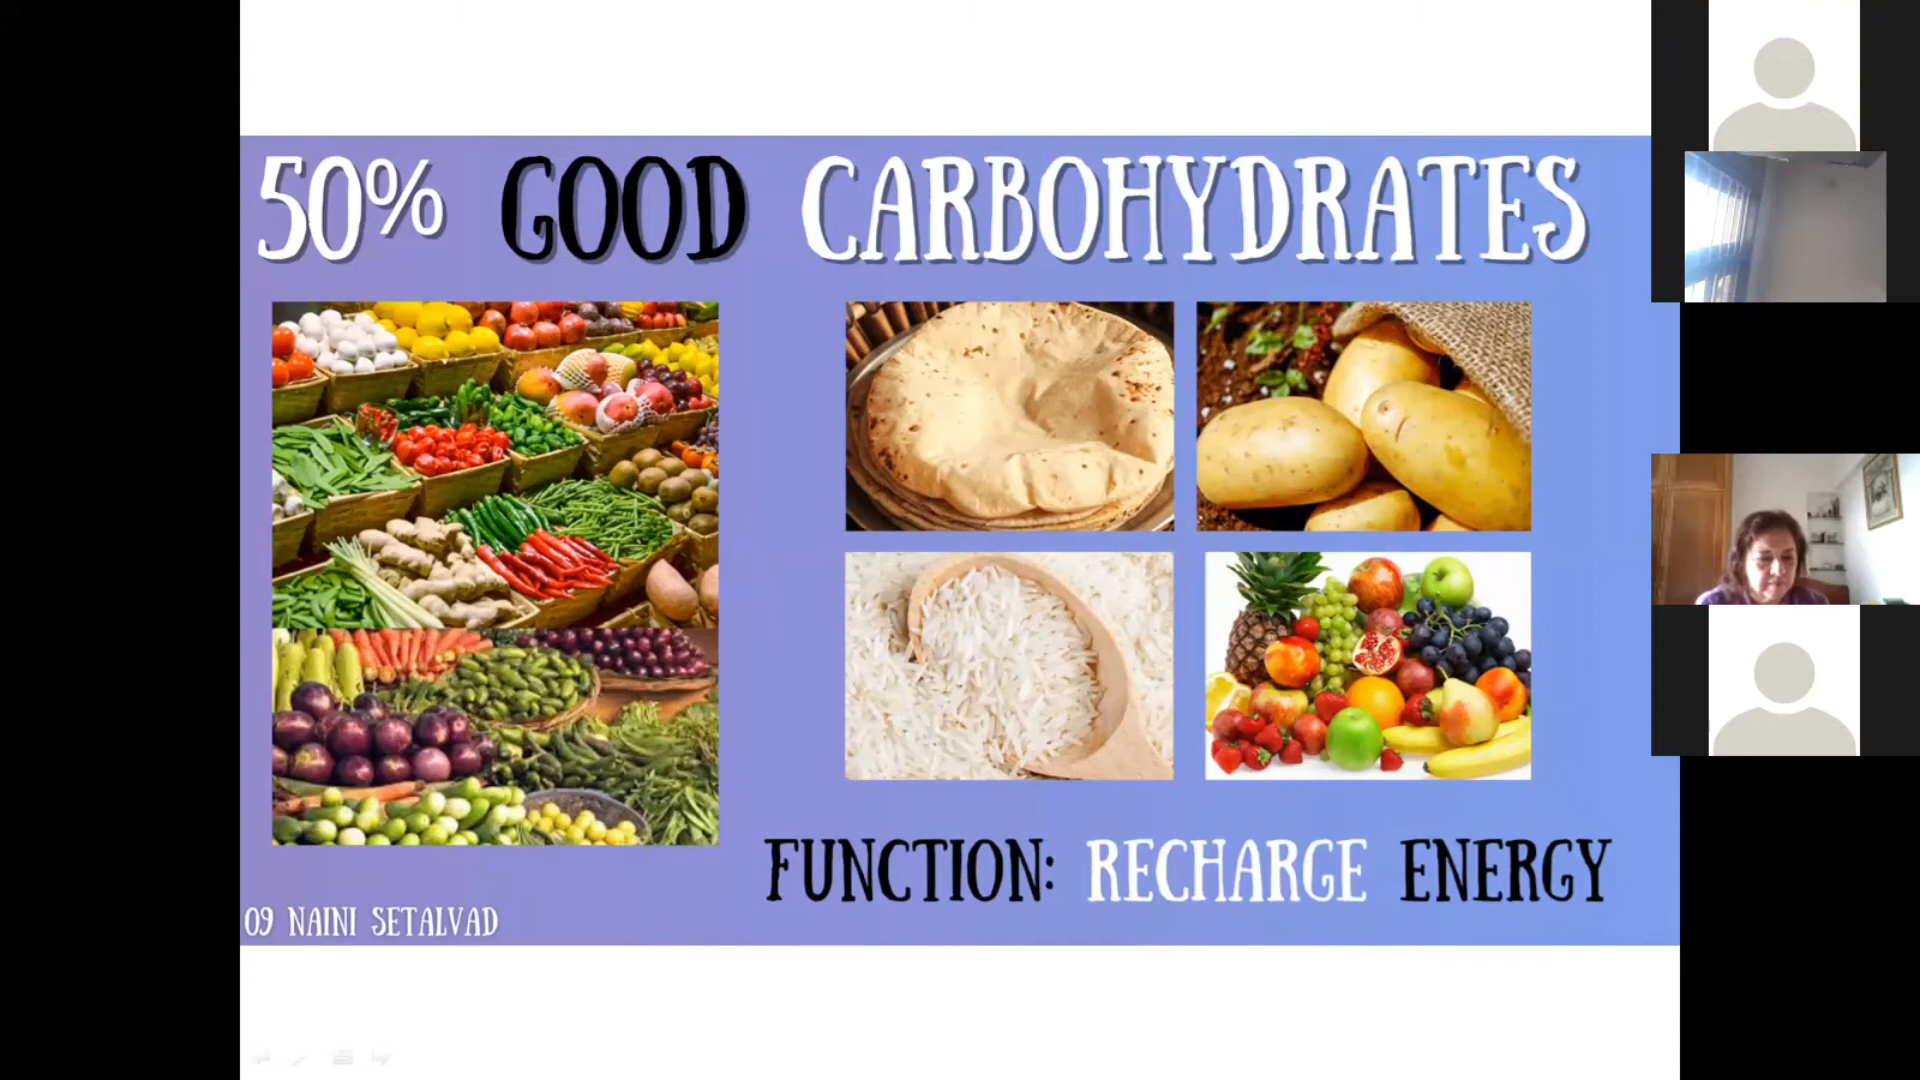 50% GOOD CARBOHYDRATES
FUNCTION: RECHARGE ENERGY
09 NAINI SETALVAD